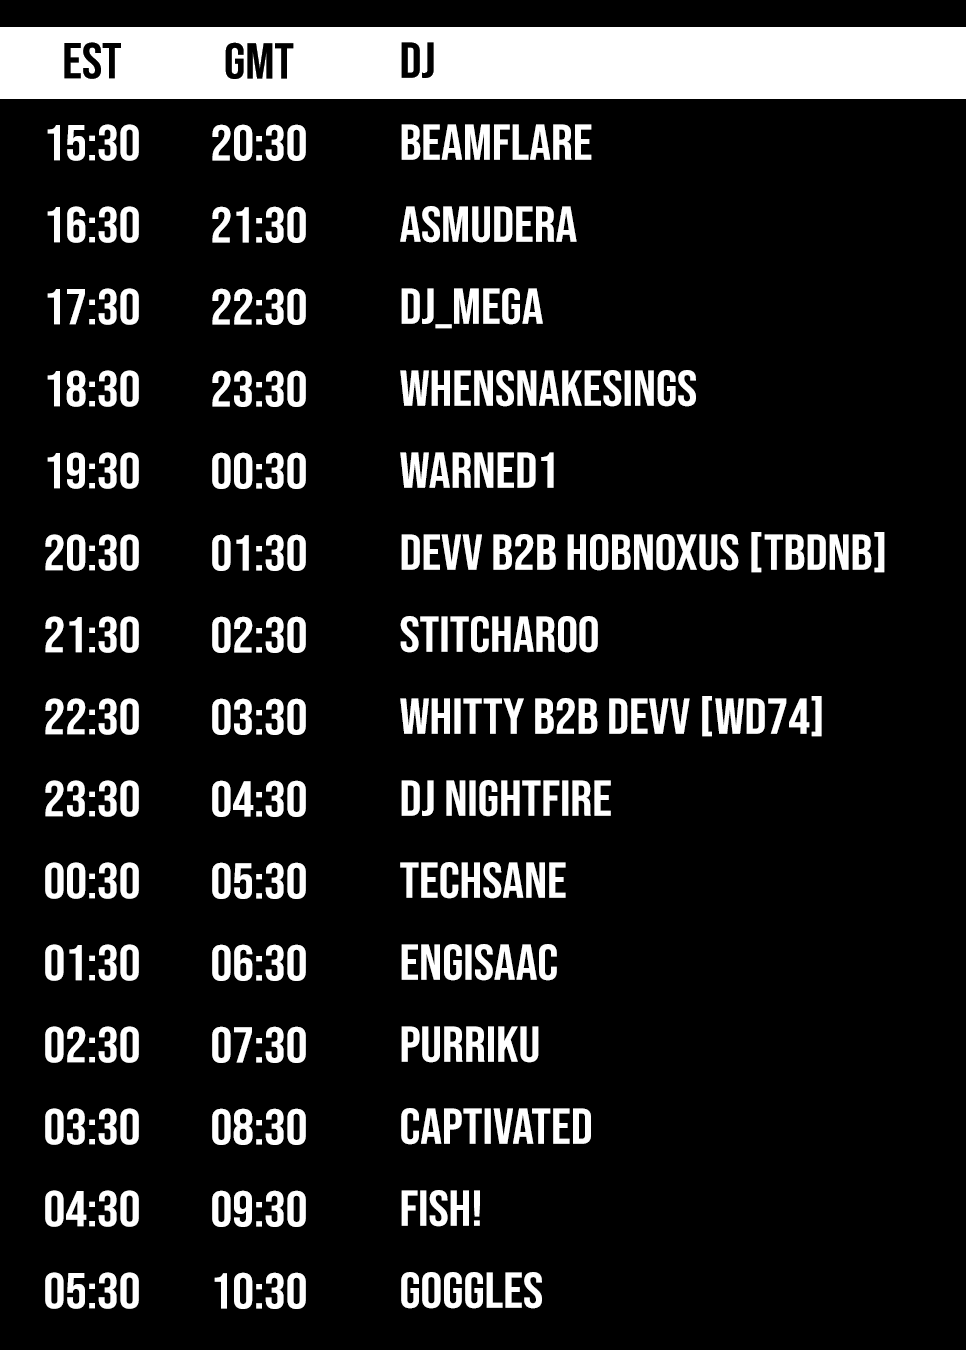 EST GMT DJ
15:30 20:30 BEAMFLARE
16:30 21:30 ASMUDERA
17:30 22:30 DJ_MEGA
18:30 23:30 WHENSNAKESINGS
19:30 00:30 WARNED1
20:30 01:30 DEVV B2B HOBNOXUS [TBDNB]
21:30 02:30 STITCHAROO
22:30 03:30 WHITTY B2B DEVV [WD74]
23:30 04:30 DJ NIGHTFIRE
00:30 05:30 TECHSANE
01:30 06:30 ENGISAAC
02:30 07:30 PURRIKU
03:30 08:30 CAPTIVATED
04:30 09:30 FISH!
05:30 10:30 GOGGLES